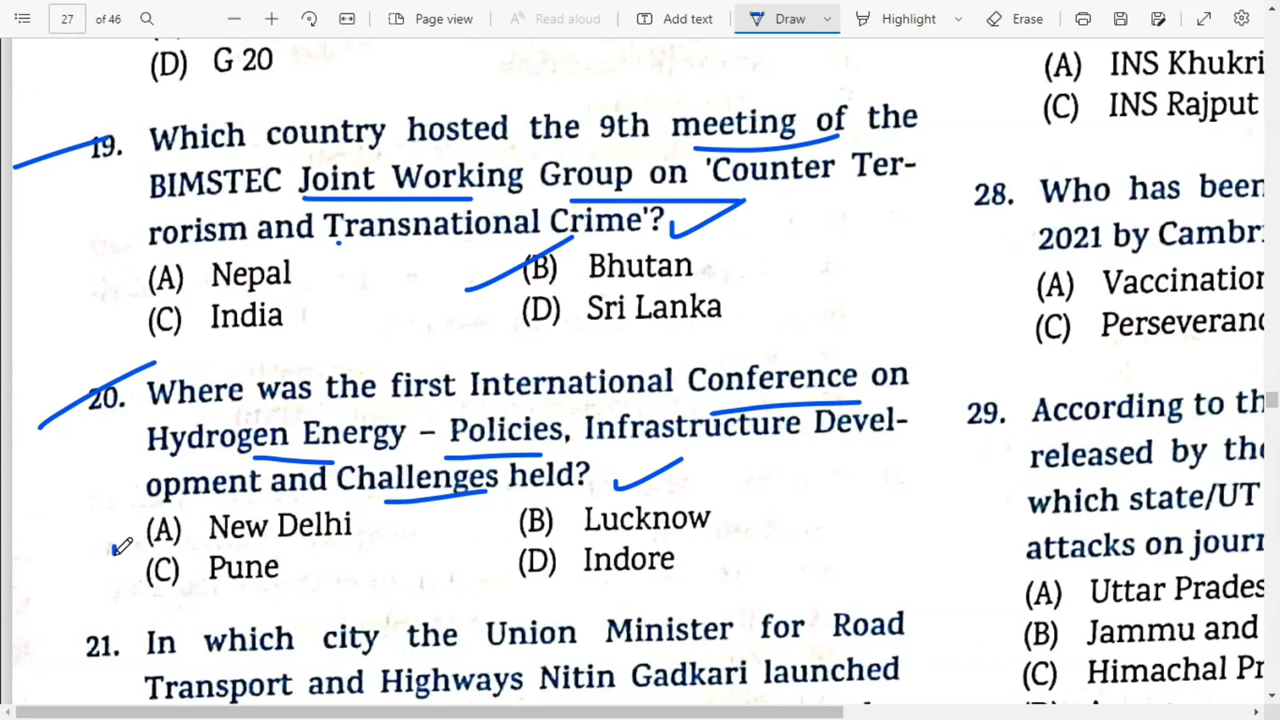 27 of 46
Page view
Read aloud
Add text
Draw
Highlight
Erase
(D) G 20
19. Which country hosted the 9th meeting of the
BIMSTEC Joint Working Group on 'Counter Ter-
rorism and Transnational Crime'?
(A) Nepal (B) Bhutan
(C) India (D) Sri Lanka
20. Where was the first International Conference on
Hydrogen Energy – Policies, Infrastructure Devel-
opment and Challenges held?
(A) New Delhi (B) Lucknow
(C) Pune (D) Indore
21. In which city the Union Minister for Road
Transport and Highways Nitin Gadkari launched
(A) INS Khukri
(C) INS Rajput
28. Who has been
2021 by Cambr
(A) Vaccination
(C) Perseveranc
29. According to th
released by the
which state/UT
attacks on journ
(A) Uttar Prades
(B) Jammu and
(C) Himachal Pr